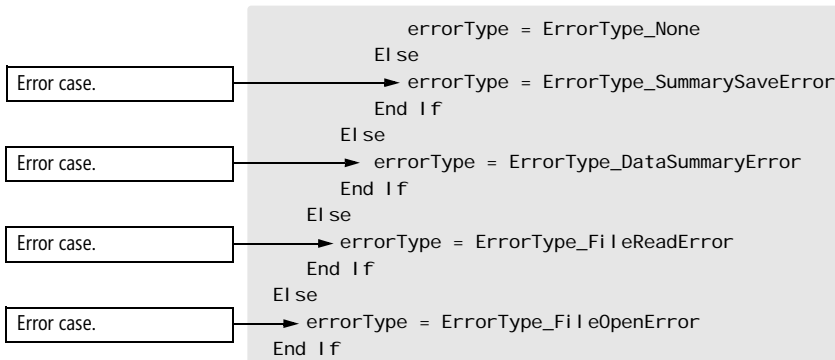 errorType = ErrorType_None
Else
Error case.
errorType = ErrorType_SummarySaveError
End If
Else
Error case.
errorType = ErrorType_DataSummaryError
End If
Else
Error case.
errorType = ErrorType_FileReadError
End If
Else
Error case.
errorType = ErrorType_FileOpenError
End If